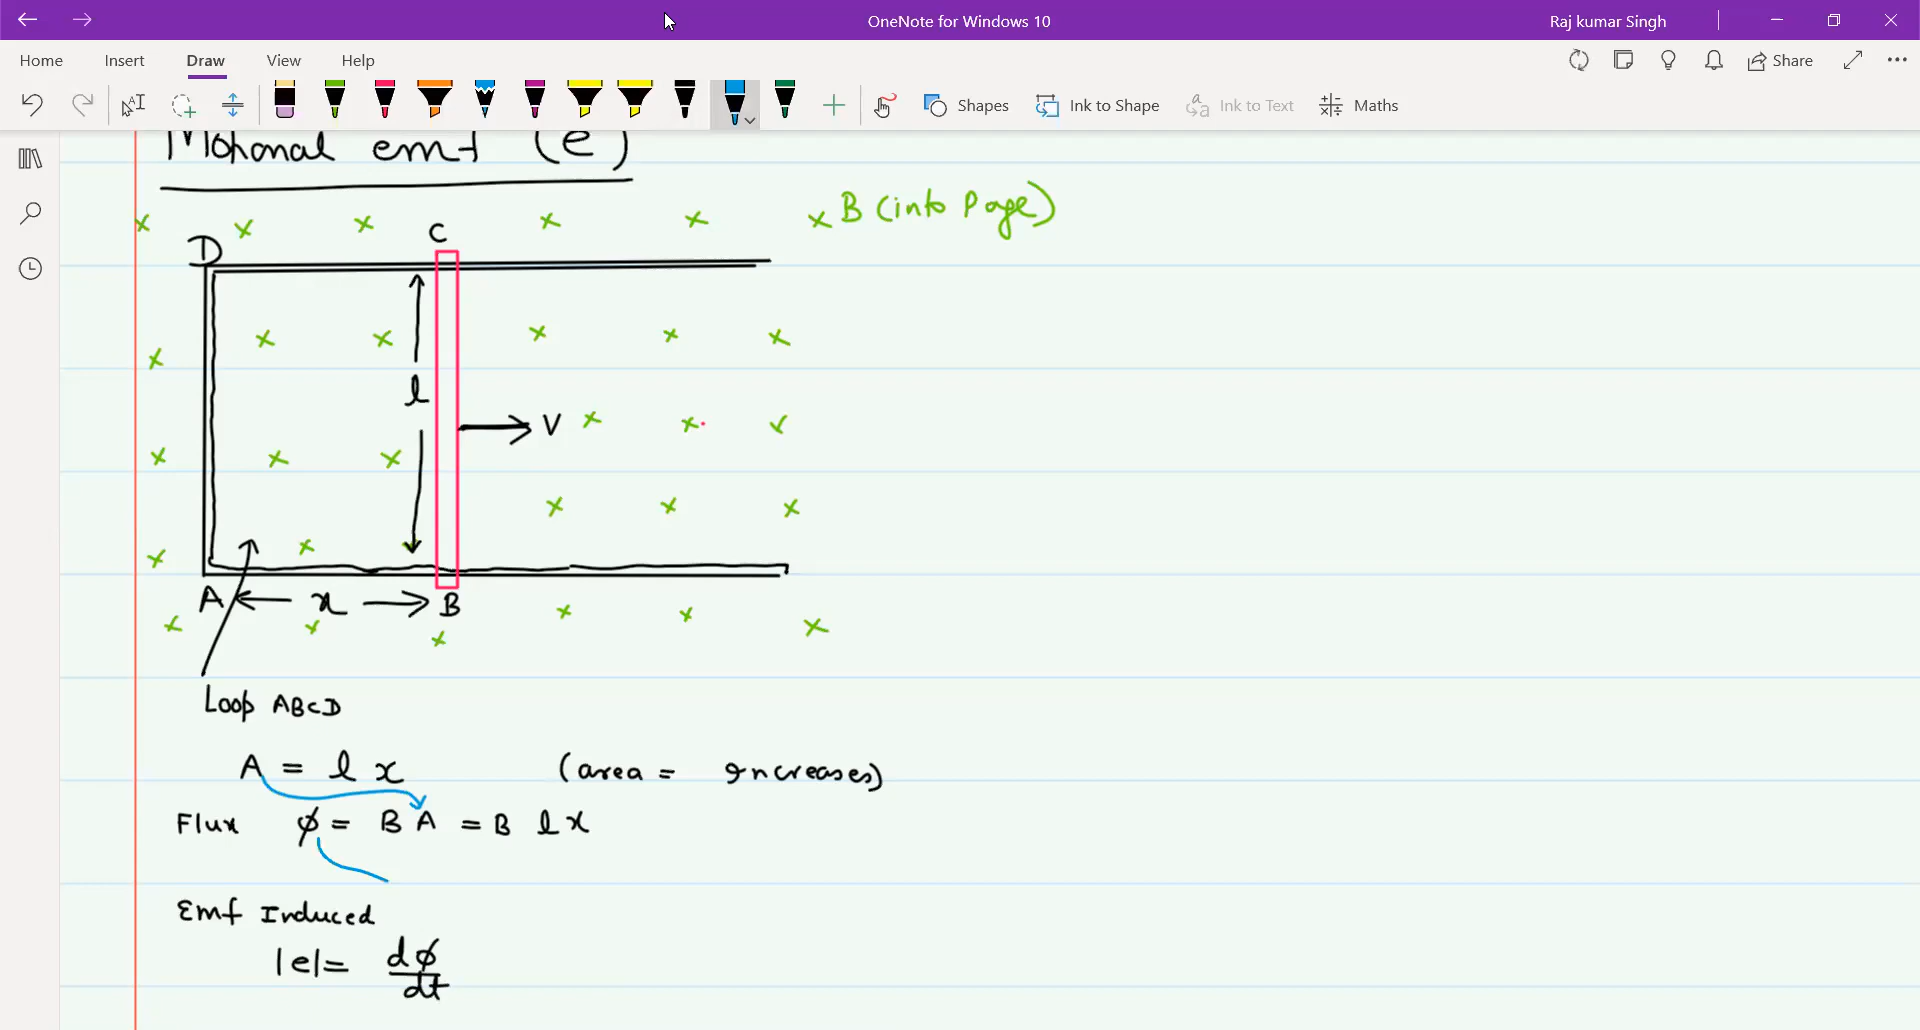 OneNote for Windows 10
Raj kumar Singh
Home Insert Draw View Help
Share
Shapes Ink to Shape Ink to Text Maths
Motional emf (e)
B (into Page)
D
C
l
V
A
x
B
Loop ABCD
A = l x (area = Increases)
Flux φ = B A = B l x
Emf Induced
|e| = dφ/dt